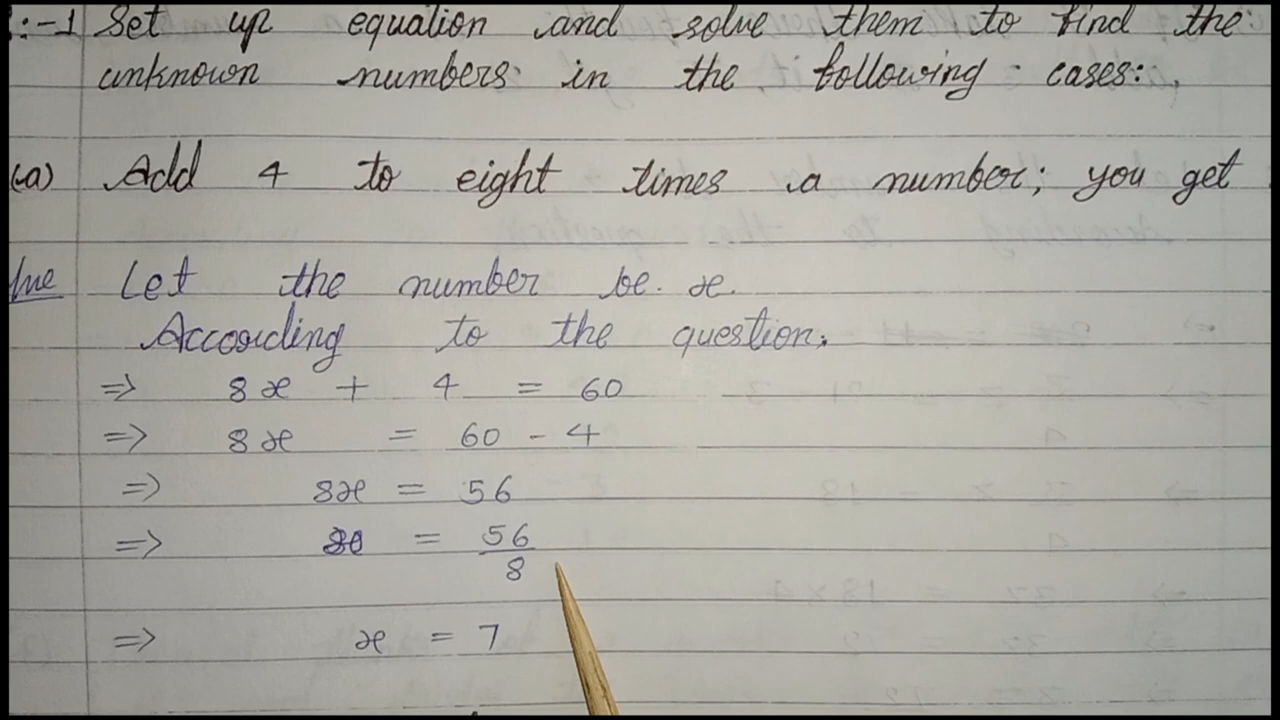 :-1 Set up equation and solve them to find the
unknown numbers in the following cases:
(a) Add 4 to eight times a number; you get
Let the number be x.
According to the question,
=> 8x + 4 = 60
=> 8x = 60 - 4
=> 8x = 56
=> x = 56/8
=> x = 7